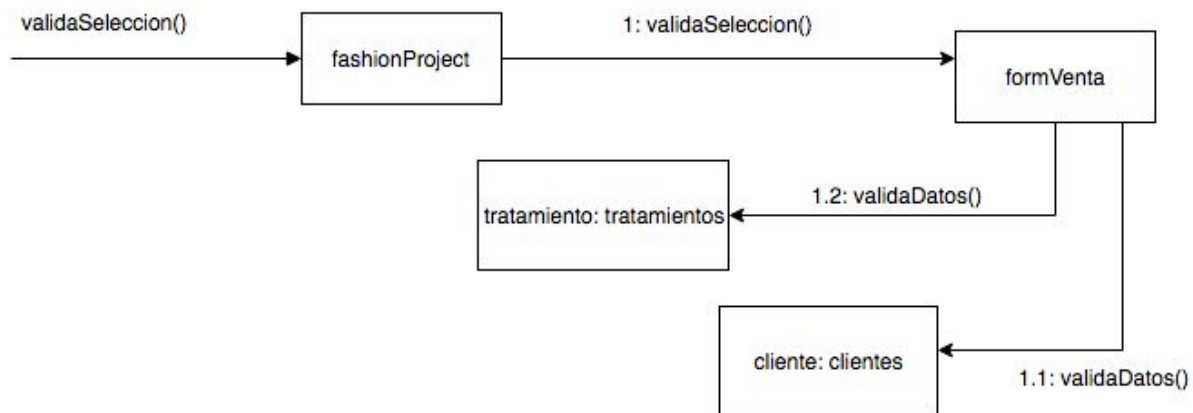 validaSeleccion()
fashionProject
1: validaSeleccion()
formVenta
tratamiento: tratamientos
1.2: validaDatos()
cliente: clientes
1.1: validaDatos()